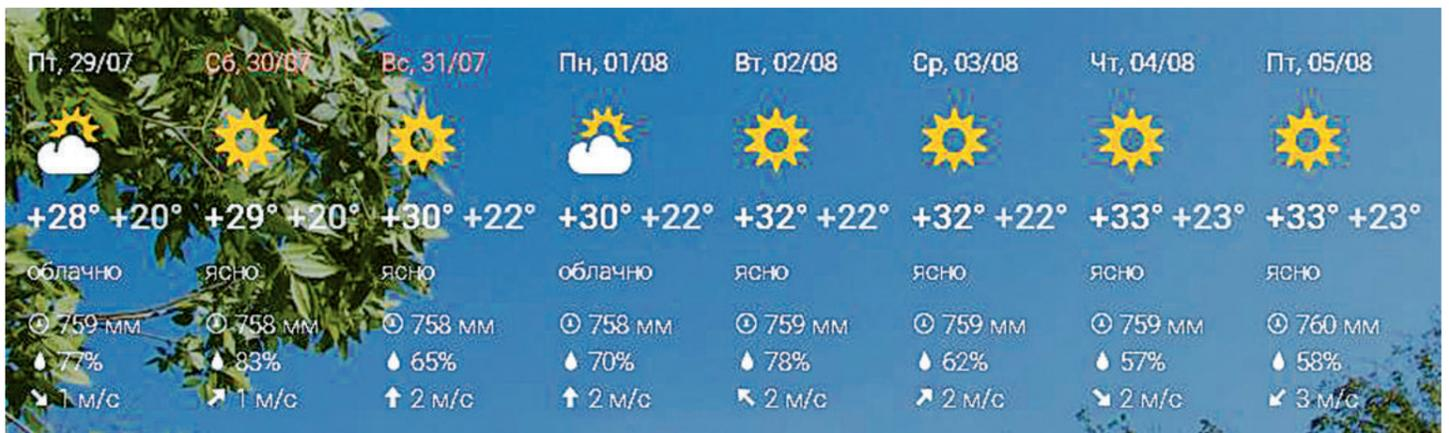 Пт, 29/07 Сб, 30/07 Вс, 31/07 Пн, 01/08 Вт, 02/08 Ср, 03/08 Чт, 04/08 Пт, 05/08
+28° +20° +29° +20° +30° +22° +30° +22° +32° +22° +32° +22° +33° +23° +33° +23°
облачно ясно ясно облачно ясно ясно ясно ясно
759 мм 758 мм 758 мм 758 мм 759 мм 759 мм 759 мм 760 мм
77% 83% 65% 70% 78% 62% 57% 58%
1 м/с 1 м/с 2 м/с 2 м/с 2 м/с 2 м/с 2 м/с 3 м/с